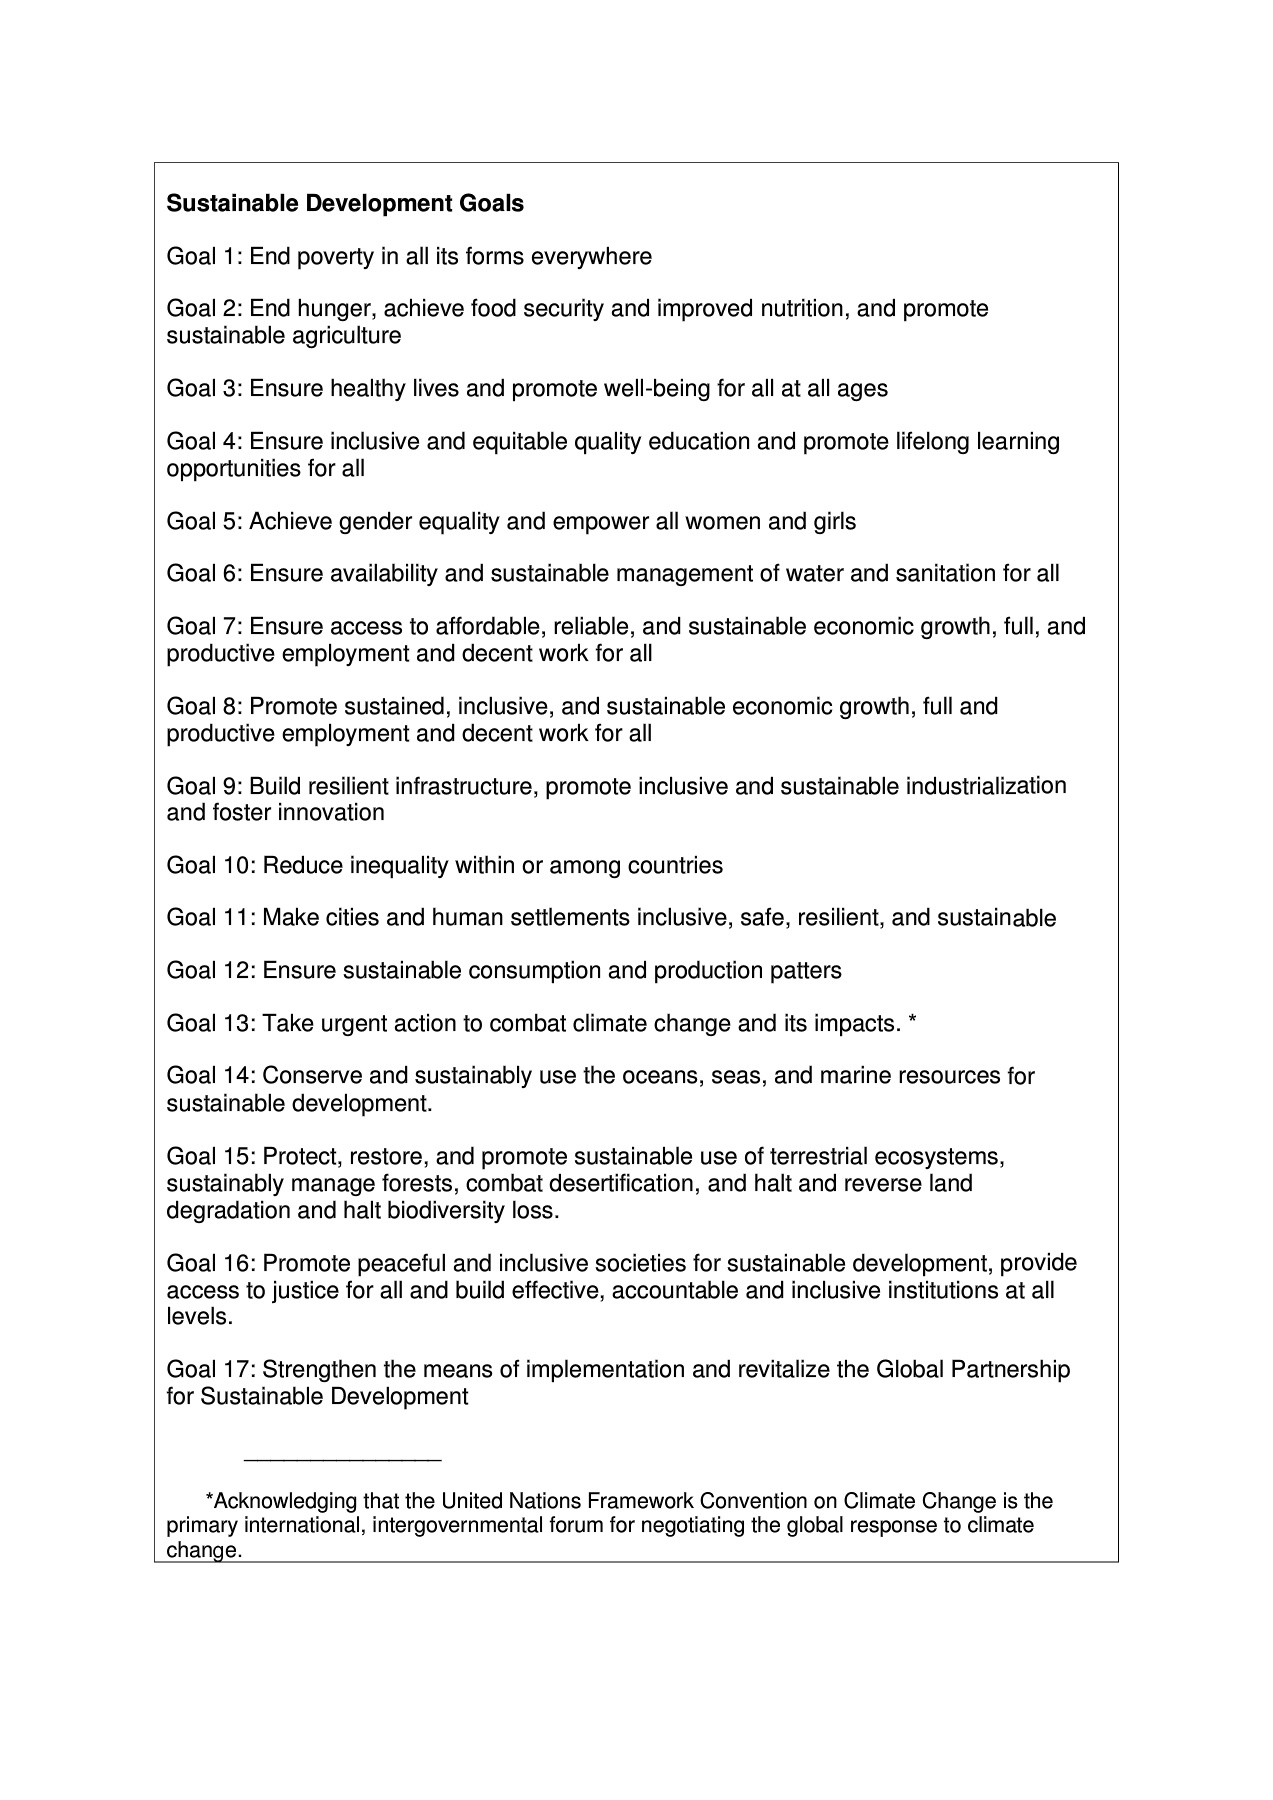 Sustainable Development Goals
Goal 1: End poverty in all its forms everywhere
Goal 2: End hunger, achieve food security and improved nutrition, and promote
sustainable agriculture
Goal 3: Ensure healthy lives and promote well-being for all at all ages
Goal 4: Ensure inclusive and equitable quality education and promote lifelong learning
opportunities for all
Goal 5: Achieve gender equality and empower all women and girls
Goal 6: Ensure availability and sustainable management of water and sanitation for all
Goal 7: Ensure access to affordable, reliable, and sustainable economic growth, full, and
productive employment and decent work for all
Goal 8: Promote sustained, inclusive, and sustainable economic growth, full and
productive employment and decent work for all
Goal 9: Build resilient infrastructure, promote inclusive and sustainable industrialization
and foster innovation
Goal 10: Reduce inequality within or among countries
Goal 11: Make cities and human settlements inclusive, safe, resilient, and sustainable
Goal 12: Ensure sustainable consumption and production patters
Goal 13: Take urgent action to combat climate change and its impacts. *
Goal 14: Conserve and sustainably use the oceans, seas, and marine resources for
sustainable development.
Goal 15: Protect, restore, and promote sustainable use of terrestrial ecosystems,
sustainably manage forests, combat desertification, and halt and reverse land
degradation and halt biodiversity loss.
Goal 16: Promote peaceful and inclusive societies for sustainable development, provide
access to justice for all and build effective, accountable and inclusive institutions at all
levels.
Goal 17: Strengthen the means of implementation and revitalize the Global Partnership
for Sustainable Development
*Acknowledging that the United Nations Framework Convention on Climate Change is the
primary international, intergovernmental forum for negotiating the global response to climate
change.